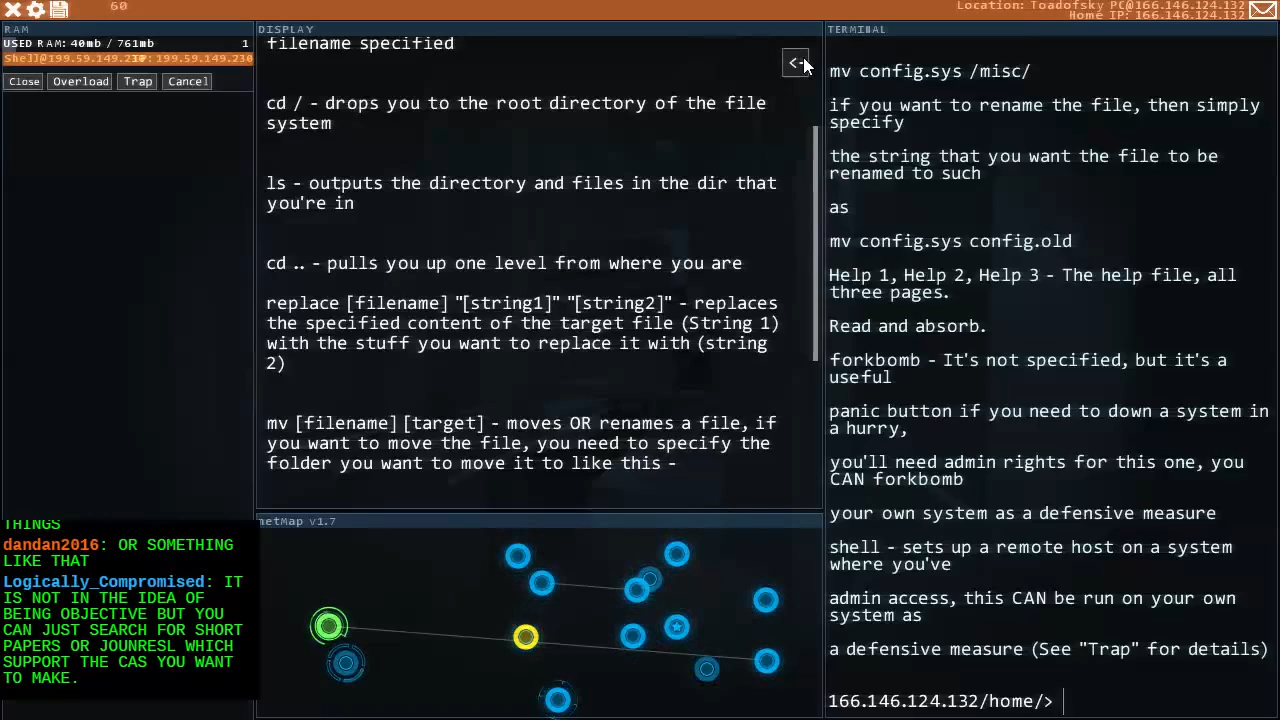 60
Location: Toadofsky PC@166.146.124.132
Home IP: 166.146.124.132
RAM
USED RAM: 40mb / 761mb 1
Shell@199.59.149.230 IP: 199.59.149.230
Close Overload Trap Cancel
THINGS
dandan2016: OR SOMETHING
LIKE THAT
Logically_Compromised: IT
IS NOT IN THE IDEA OF
BEING OBJECTIVE BUT YOU
CAN JUST SEARCH FOR SHORT
PAPERS OR JOUNRESL WHICH
SUPPORT THE CAS YOU WANT
TO MAKE.
DISPLAY
filename specified
<-
cd / - drops you to the root directory of the file
system
ls - outputs the directory and files in the dir that
you're in
cd .. - pulls you up one level from where you are
replace [filename] "[string1]" "[string2]" - replaces
the specified content of the target file (String 1)
with the stuff you want to replace it with (string
2)
mv [filename] [target] - moves OR renames a file, if
you want to move the file, you need to specify the
folder you want to move it to like this -
netMap v1.7
TERMINAL
mv config.sys /misc/
if you want to rename the file, then simply
specify
the string that you want the file to be
renamed to such
as
mv config.sys config.old
Help 1, Help 2, Help 3 - The help file, all
three pages.
Read and absorb.
forkbomb - It's not specified, but it's a
useful
panic button if you need to down a system in
a hurry,
you'll need admin rights for this one, you
CAN forkbomb
your own system as a defensive measure
shell - sets up a remote host on a system
where you've
admin access, this CAN be run on your own
system as
a defensive measure (See "Trap" for details)
166.146.124.132/home/>